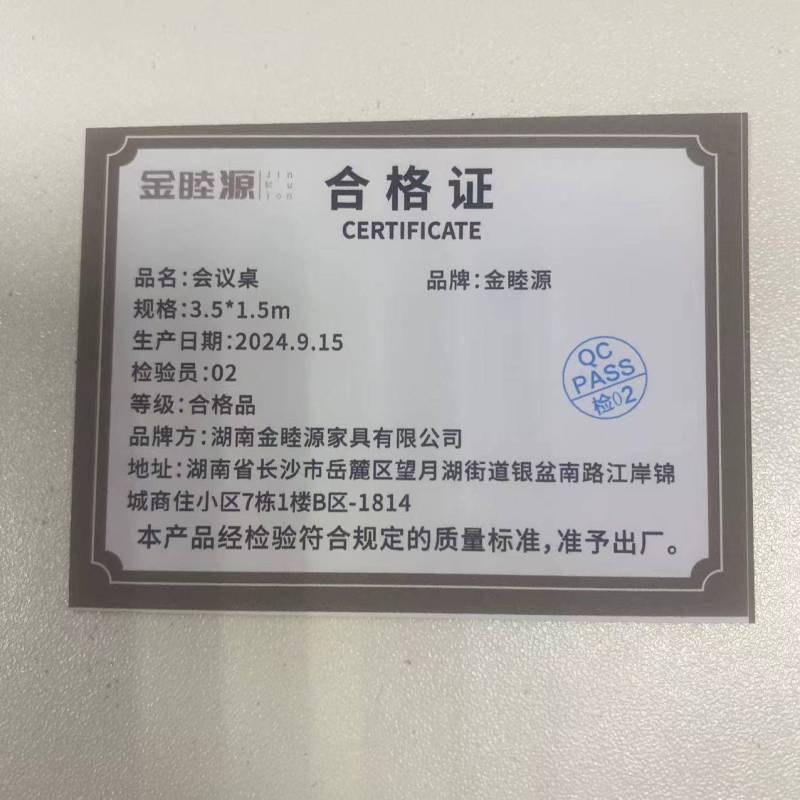 金睦源
合格证
CERTIFICATE
品名:会议桌 品牌:金睦源
规格:3.5*1.5m
生产日期:2024.9.15
检验员:02
等级:合格品
QC
PASS
检02
品牌方:湖南金睦源家具有限公司
地址:湖南省长沙市岳麓区望月湖街道银盆南路江岸锦
城商住小区7栋1楼B区-1814
本产品经检验符合规定的质量标准,准予出厂。